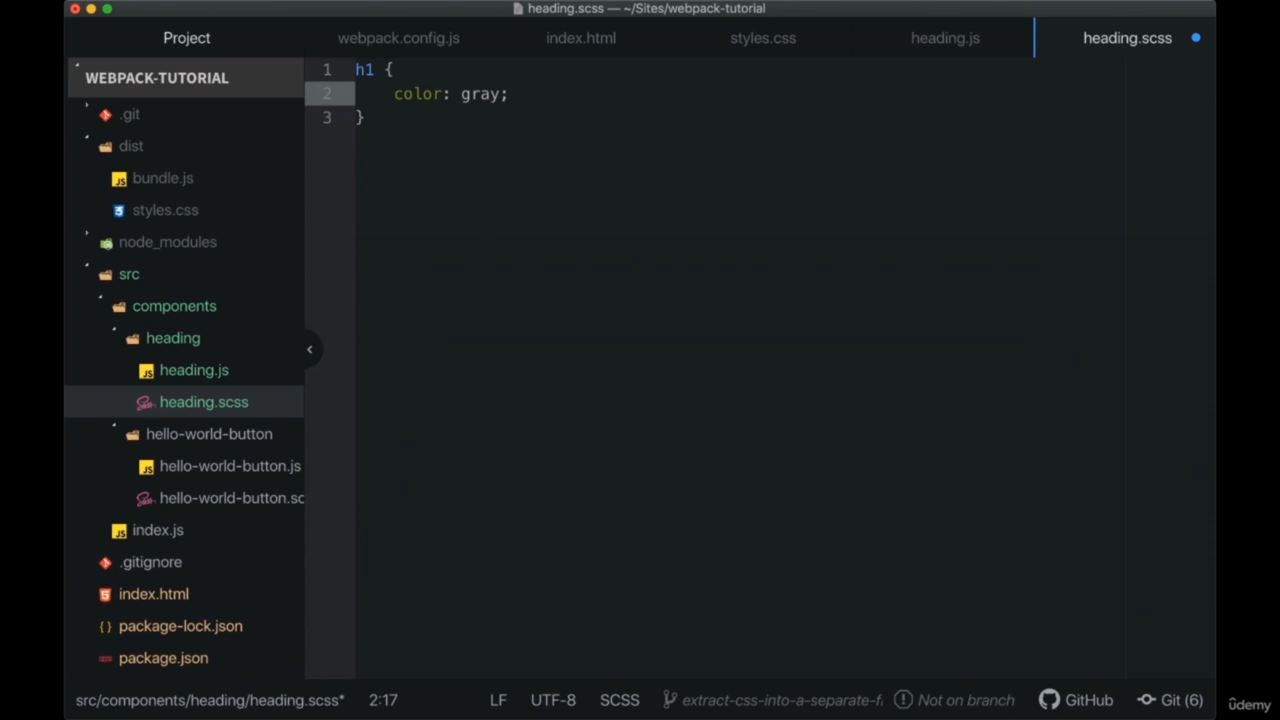 heading.scss — ~/Sites/webpack-tutorial
Project
webpack.config.js
index.html
styles.css
heading.js
heading.scss
WEBPACK-TUTORIAL
.git
dist
JS bundle.js
styles.css
node_modules
src
components
heading
JS heading.js
heading.scss
hello-world-button
JS hello-world-button.js
hello-world-button.sc
JS index.js
.gitignore
index.html
{} package-lock.json
package.json
1 h1 {
2 color: gray;
3 }
src/components/heading/heading.scss* 2:17 LF UTF-8 SCSS extract-css-into-a-separate-fi Not on branch GitHub Git (6)
ûdemy